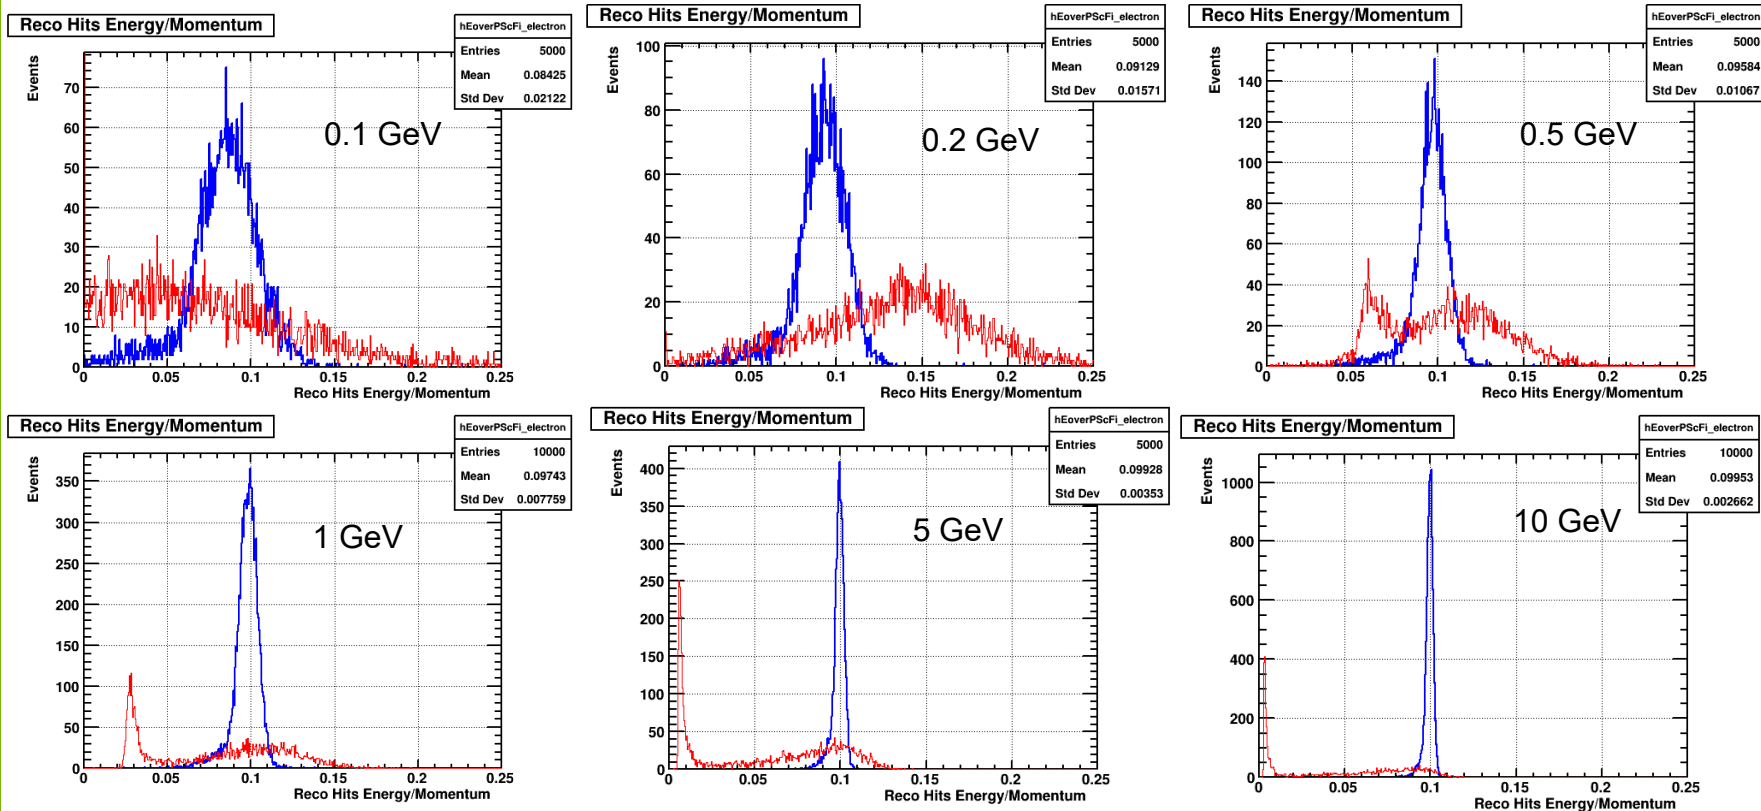 Reco Hits Energy/Momentum
hEoverPScFi_electron
Entries 5000
Mean 0.08425
Std Dev 0.02122
Events
70
60
50
40
30
20
10
0
0.1 GeV
0 0.05 0.1 0.15 0.2 0.25
Reco Hits Energy/Momentum
Reco Hits Energy/Momentum
hEoverPScFi_electron
Entries 5000
Mean 0.09129
Std Dev 0.01571
Events
100
80
60
40
20
0
0.2 GeV
0 0.05 0.1 0.15 0.2 0.25
Reco Hits Energy/Momentum
Reco Hits Energy/Momentum
hEoverPScFi_electron
Entries 5000
Mean 0.09584
Std Dev 0.01067
Events
140
120
100
80
60
40
20
0
0.5 GeV
0 0.05 0.1 0.15 0.2 0.25
Reco Hits Energy/Momentum
Reco Hits Energy/Momentum
hEoverPScFi_electron
Entries 10000
Mean 0.09743
Std Dev 0.007759
Events
350
300
250
200
150
100
50
0
1 GeV
0 0.05 0.1 0.15 0.2 0.25
Reco Hits Energy/Momentum
Reco Hits Energy/Momentum
hEoverPScFi_electron
Entries 5000
Mean 0.09928
Std Dev 0.00353
Events
400
350
300
250
200
150
100
50
0
5 GeV
0 0.05 0.1 0.15 0.2 0.25
Reco Hits Energy/Momentum
Reco Hits Energy/Momentum
hEoverPScFi_electron
Entries 10000
Mean 0.09953
Std Dev 0.002662
Events
1000
800
600
400
200
0
10 GeV
0 0.05 0.1 0.15 0.2 0.25
Reco Hits Energy/Momentum